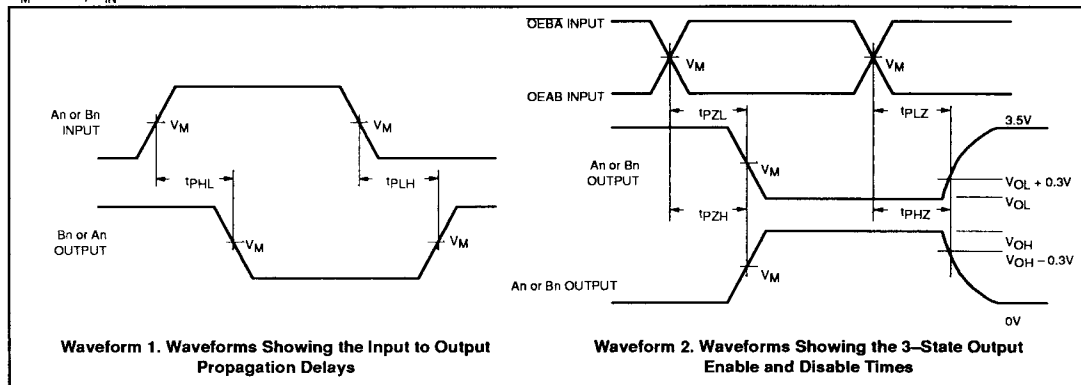 M
IN
An or Bn
INPUT
VM
VM
tPHL
tPLH
Bn or An
OUTPUT
VM
VM
Waveform 1. Waveforms Showing the Input to Output
Propagation Delays
OEBA INPUT
VM
VM
OEAB INPUT
tPZL
tPLZ
3.5V
An or Bn
OUTPUT
VM
VOL + 0.3V
VOL
tPZH
tPHZ
VOH
VOH – 0.3V
An or Bn OUTPUT
VM
0V
Waveform 2. Waveforms Showing the 3–State Output
Enable and Disable Times